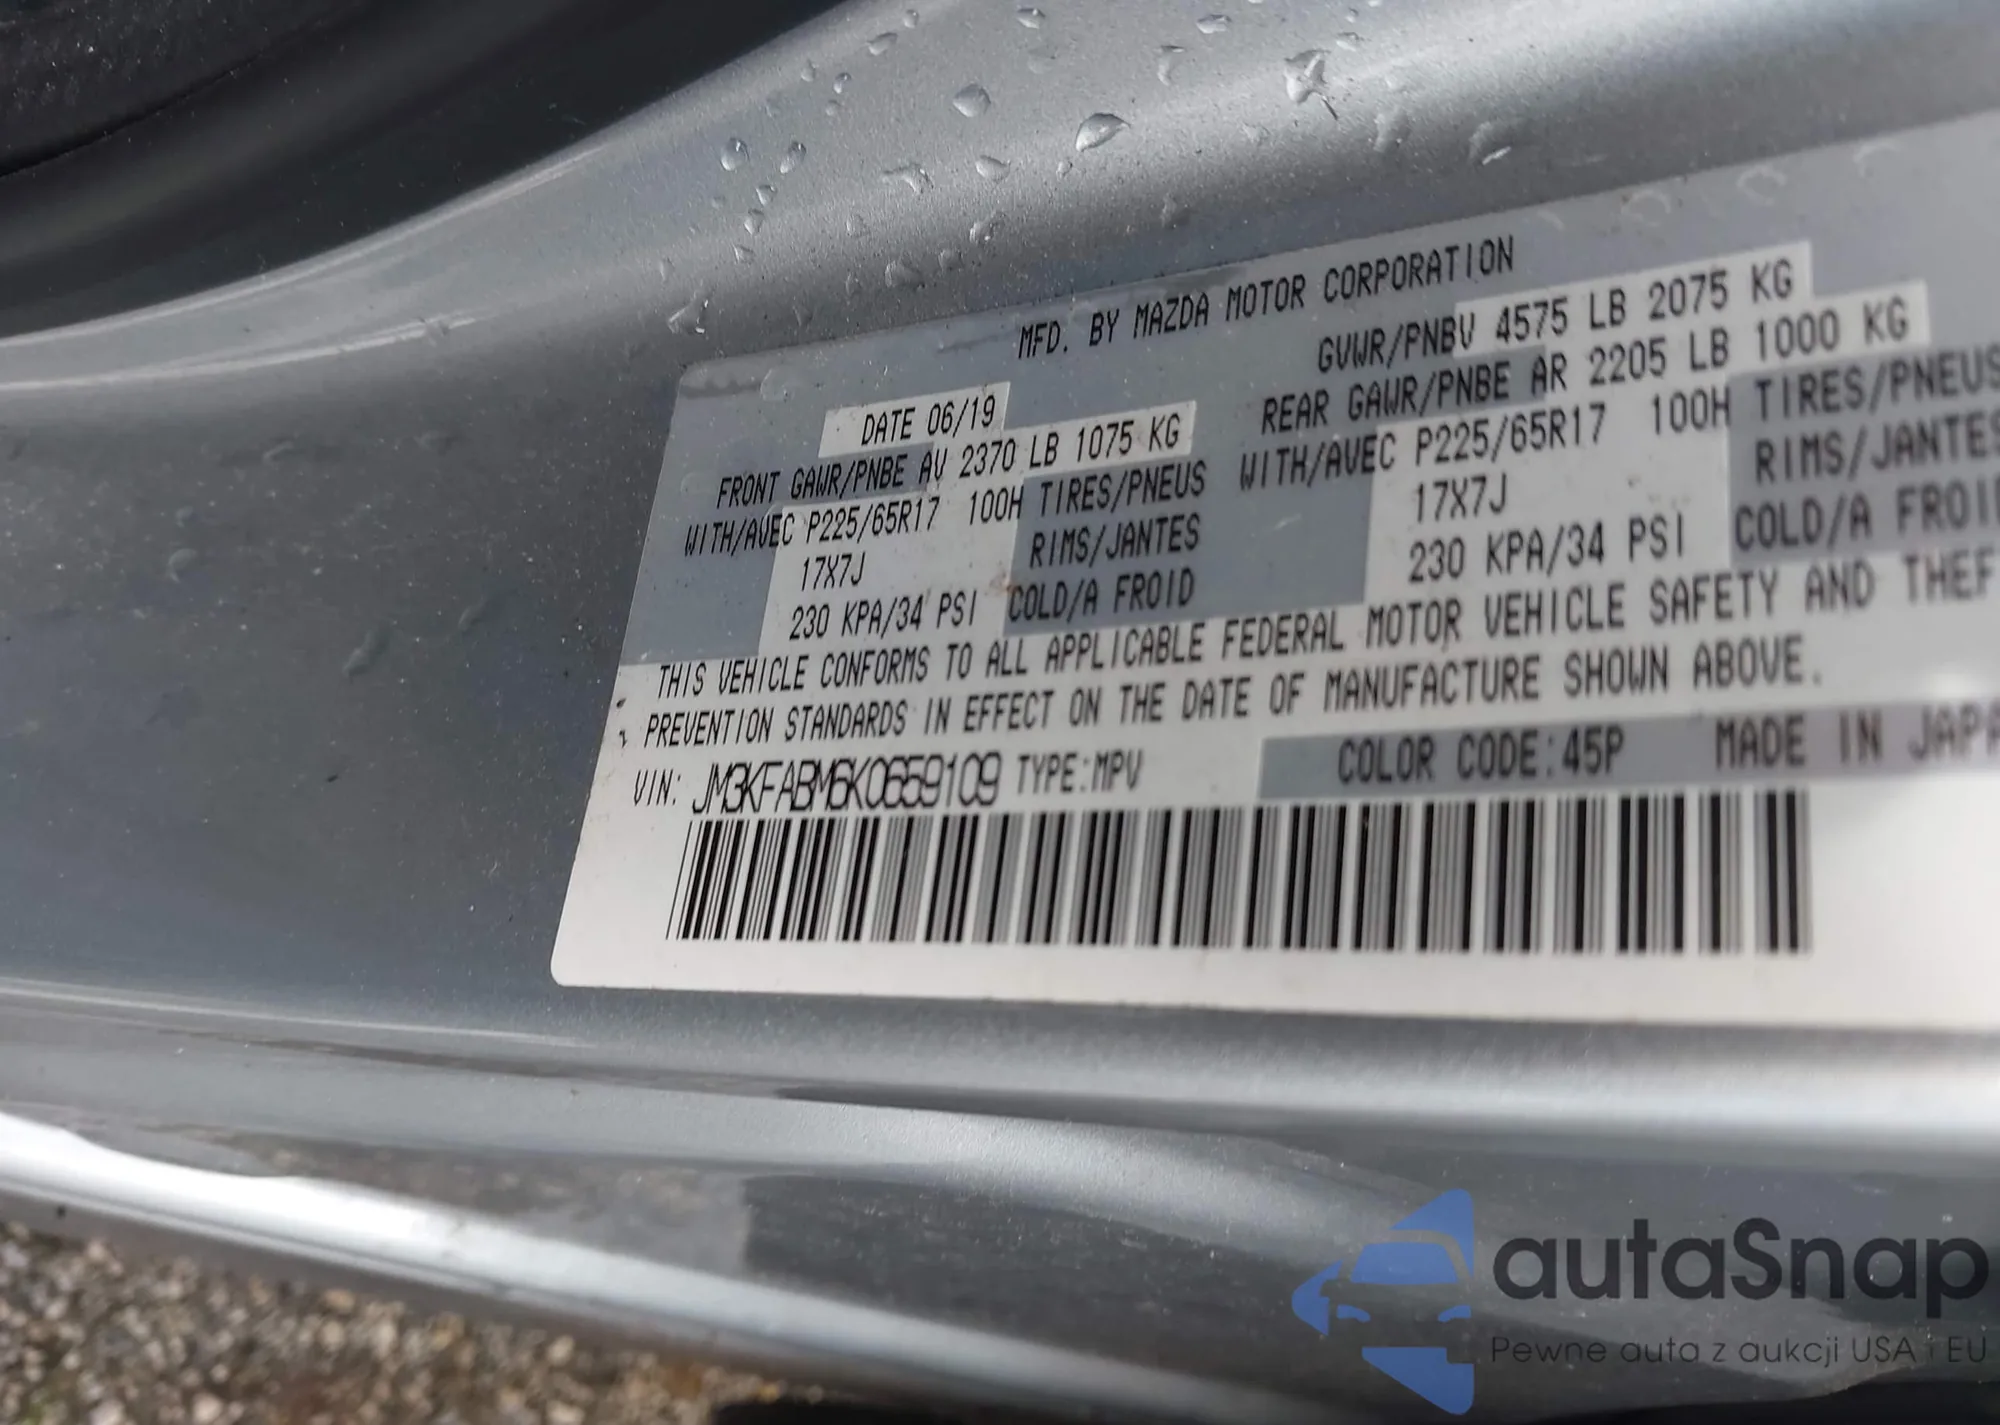 MFD. BY MAZDA MOTOR CORPORATION
DATE 06/19
GVWR/PNBV 4575 LB 2075 KG
FRONT GAWR/PNBE AV 2370 LB 1075 KG
REAR GAWR/PNBE AR 2205 LB 1000 KG
WITH/AVEC P225/65R17 100H TIRES/PNEUS
WITH/AVEC P225/65R17 100H TIRES/PNEUS
17X7J RIMS/JANTES
17X7J RIMS/JANTES
230 KPA/34 PSI COLD/A FROID
230 KPA/34 PSI COLD/A FROID
THIS VEHICLE CONFORMS TO ALL APPLICABLE FEDERAL MOTOR VEHICLE SAFETY AND THEF
PREVENTION STANDARDS IN EFFECT ON THE DATE OF MANUFACTURE SHOWN ABOVE.
VIN: JM3KFABM6K0659109 TYPE:MPV COLOR CODE:45P MADE IN JAPA
autaSnap
Pewne auta z aukcji USA i EU